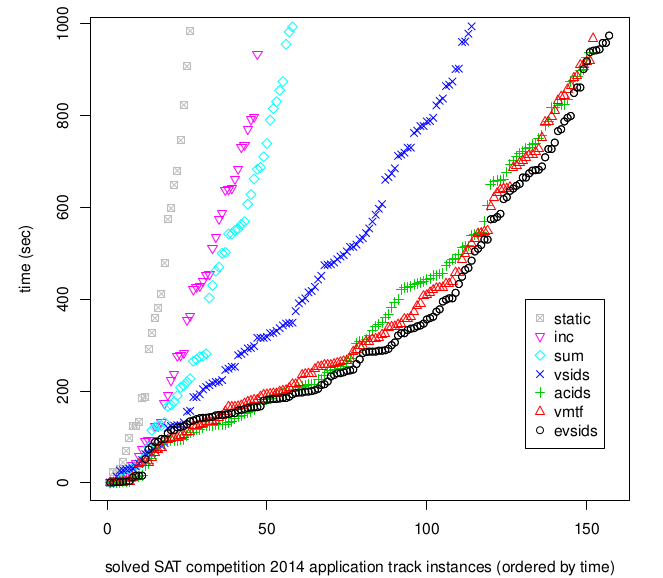 1000
800
600
400
200
0
time (sec)
static
inc
sum
vsids
acids
vmtf
evsids
0 50 100 150
solved SAT competition 2014 application track instances (ordered by time)